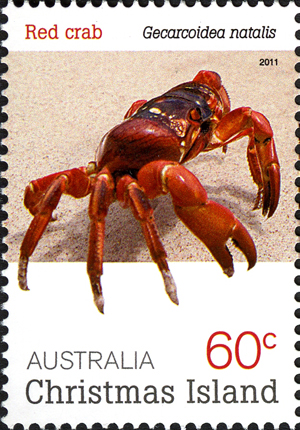 Red crab Gecarcoidea natalis
2011
60c
AUSTRALIA
Christmas Island